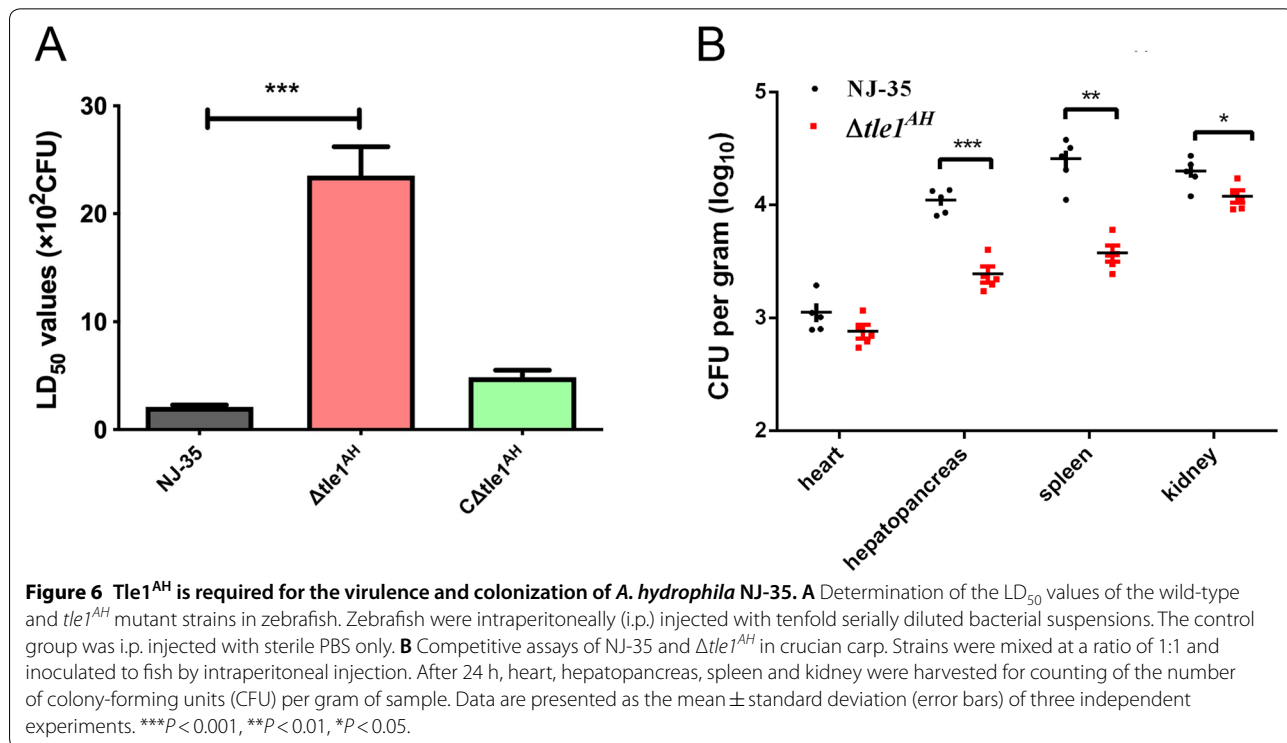 A
B
***
30
20
10
0
LD50 values (×10²CFU)
NJ-35
Δtle1ᴬᴴ
CΔtle1ᴬᴴ
NJ-35
Δtle1ᴬᴴ
***
**
*
5
4
3
2
CFU per gram (log10)
heart
hepatopancreas
spleen
kidney
Figure 6 Tle1ᴬᴴ is required for the virulence and colonization of A. hydrophila NJ-35. A Determination of the LD50 values of the wild-type
and tle1ᴬᴴ mutant strains in zebrafish. Zebrafish were intraperitoneally (i.p.) injected with tenfold serially diluted bacterial suspensions. The control
group was i.p. injected with sterile PBS only. B Competitive assays of NJ-35 and Δtle1ᴬᴴ in crucian carp. Strains were mixed at a ratio of 1:1 and
inoculated to fish by intraperitoneal injection. After 24 h, heart, hepatopancreas, spleen and kidney were harvested for counting of the number
of colony-forming units (CFU) per gram of sample. Data are presented as the mean ± standard deviation (error bars) of three independent
experiments. ***P < 0.001, **P < 0.01, *P < 0.05.